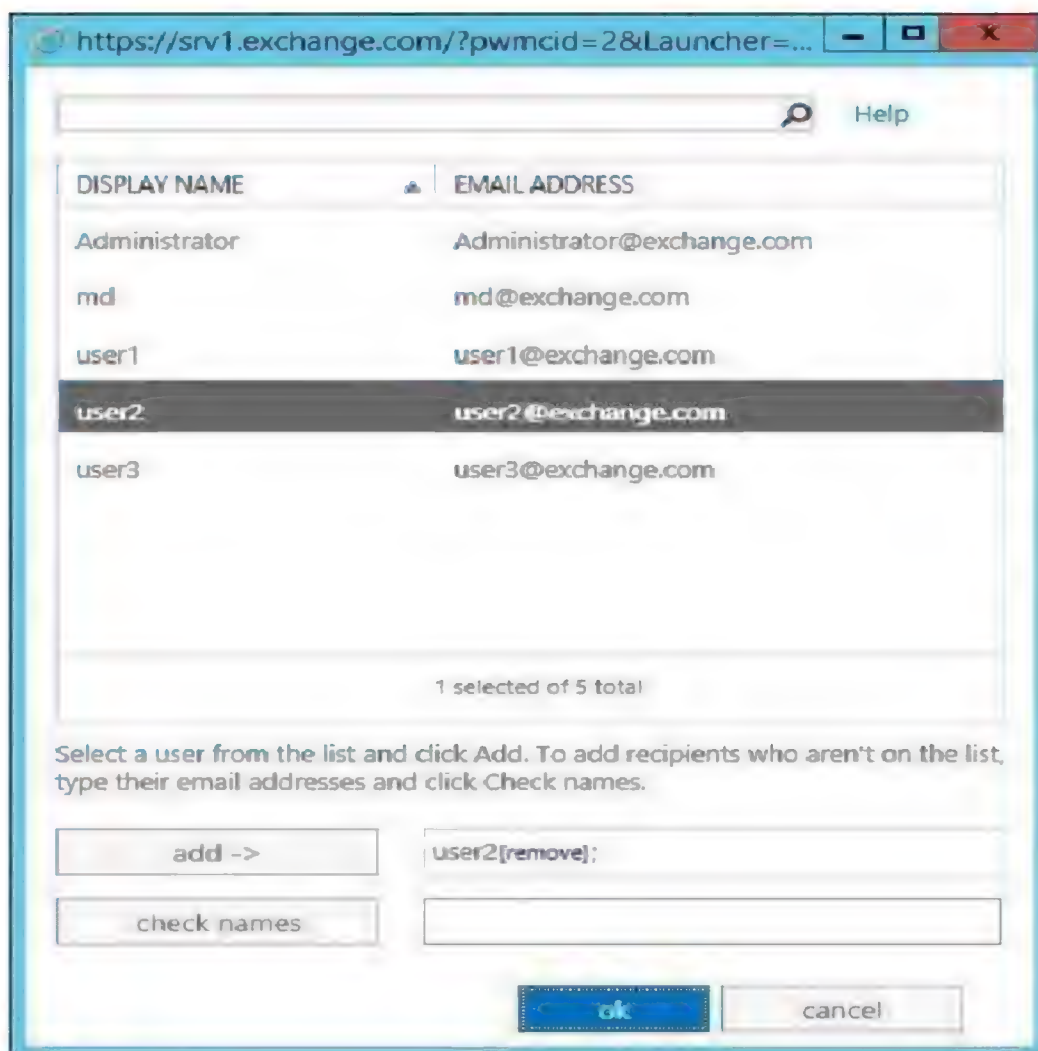 https://srv1.exchange.com/?pwmcid=2&Launcher=...
Help
DISPLAY NAME EMAIL ADDRESS
Administrator Administrator@exchange.com
md md@exchange.com
user1 user1@exchange.com
user2 user2@exchange.com
user3 user3@exchange.com
1 selected of 5 total
Select a user from the list and click Add. To add recipients who aren't on the list,
type their email addresses and click Check names.
add -> user2[remove];
check names
ok cancel